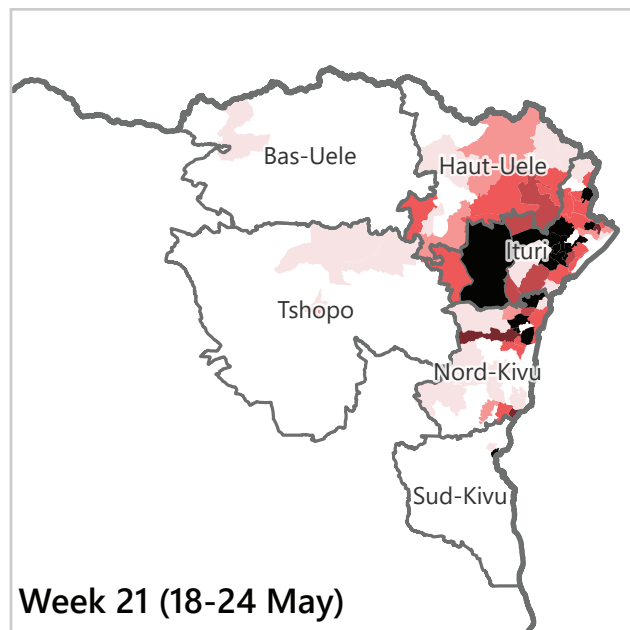 Bas-Uele
Haut-Uele
Ituri
Tshopo
Nord-Kivu
Sud-Kivu
Week 21 (18-24 May)